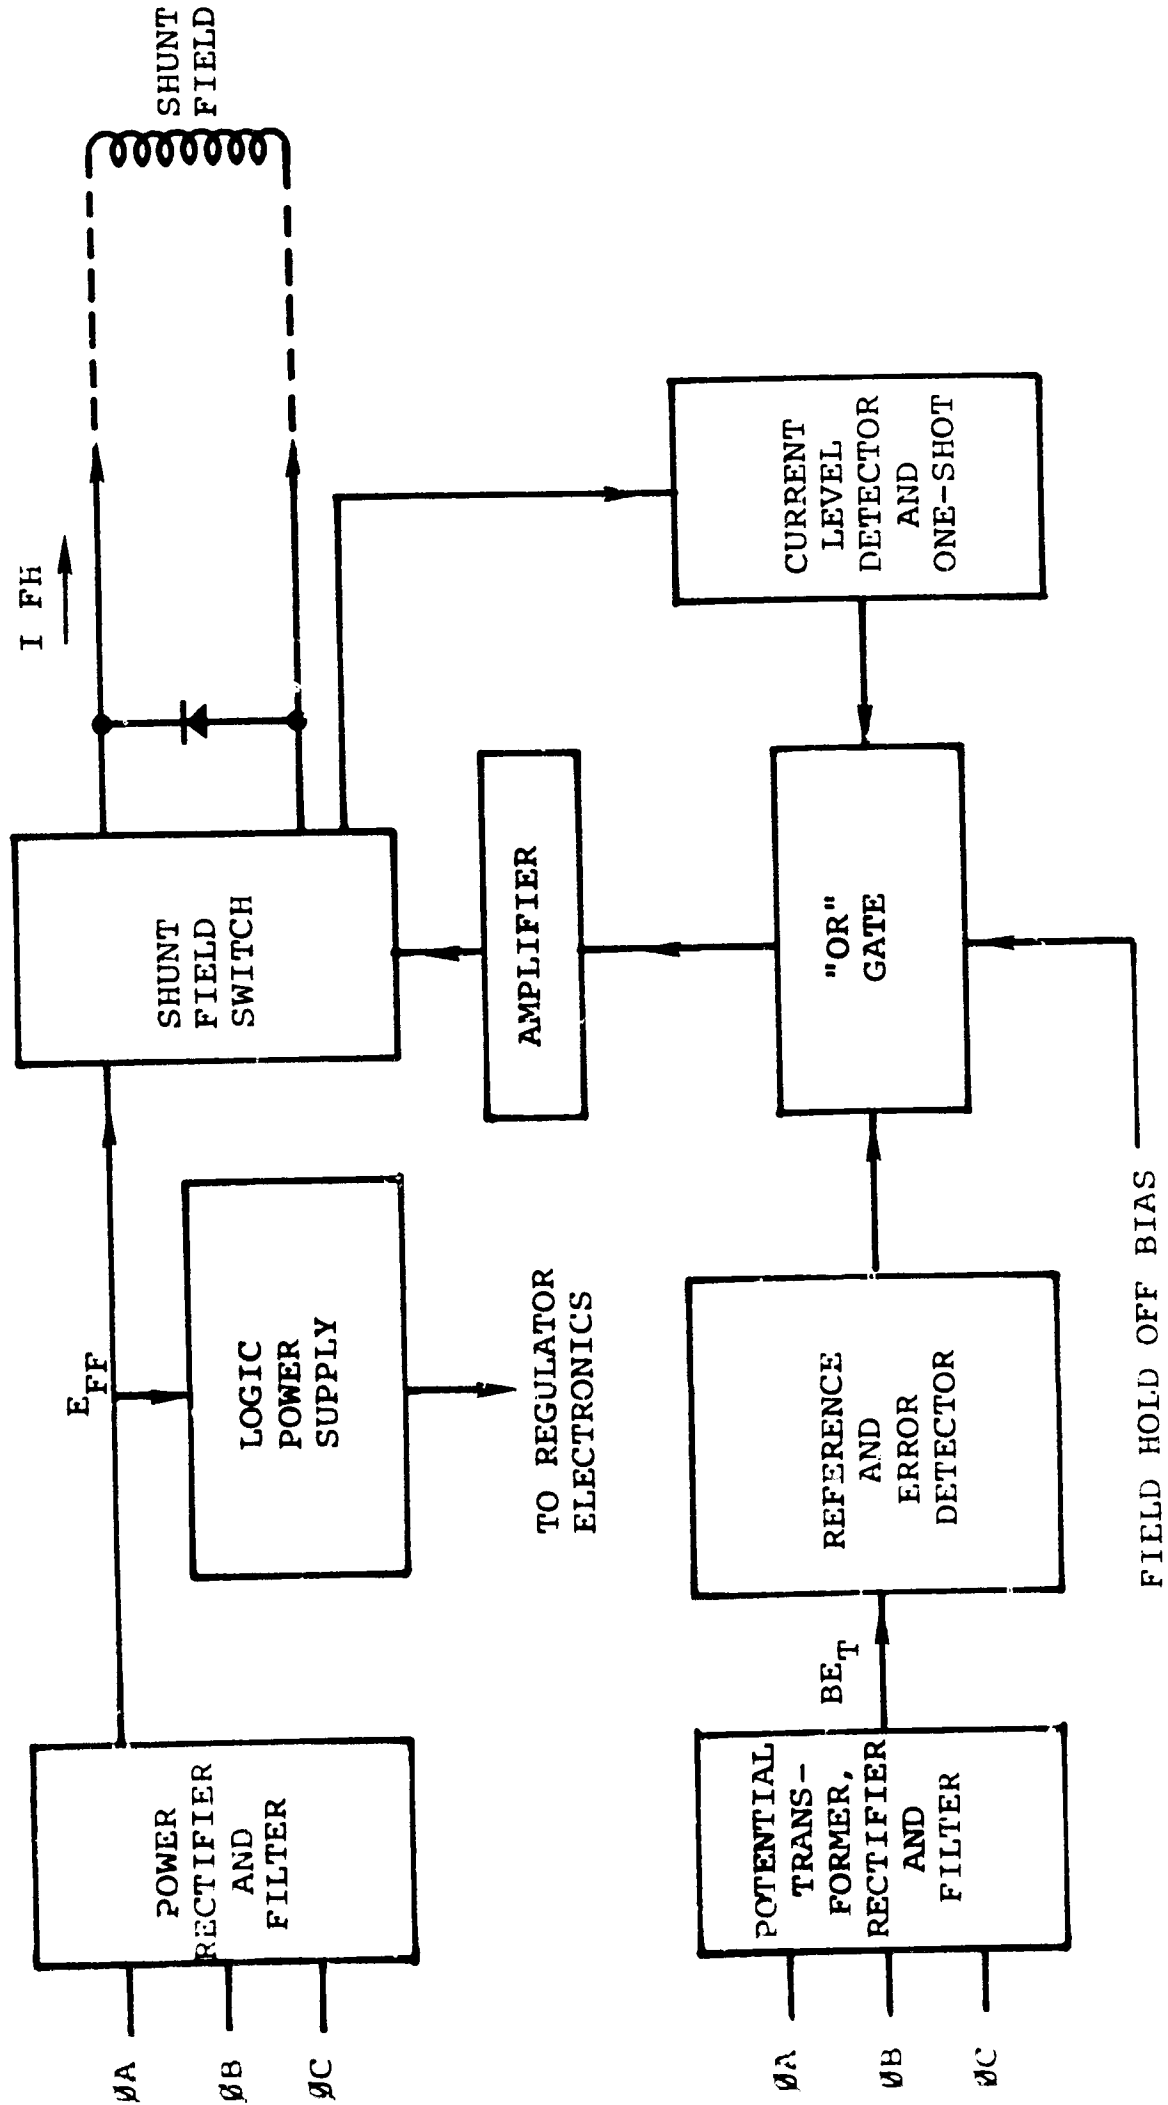 ØA
ØB
ØC
POWER
RECTIFIER
AND
FILTER
E FF
LOGIC
POWER
SUPPLY
TO REGULATOR
ELECTRONICS
SHUNT
FIELD
SWITCH
I FH
SHUNT
FIELD
AMPLIFIER
ØA
ØB
ØC
POTENTIAL
TRANS-
FORMER,
RECTIFIER
AND
FILTER
BE T
REFERENCE
AND
ERROR
DETECTOR
"OR"
GATE
CURRENT
LEVEL
DETECTOR
AND
ONE-SHOT
FIELD HOLD OFF BIAS